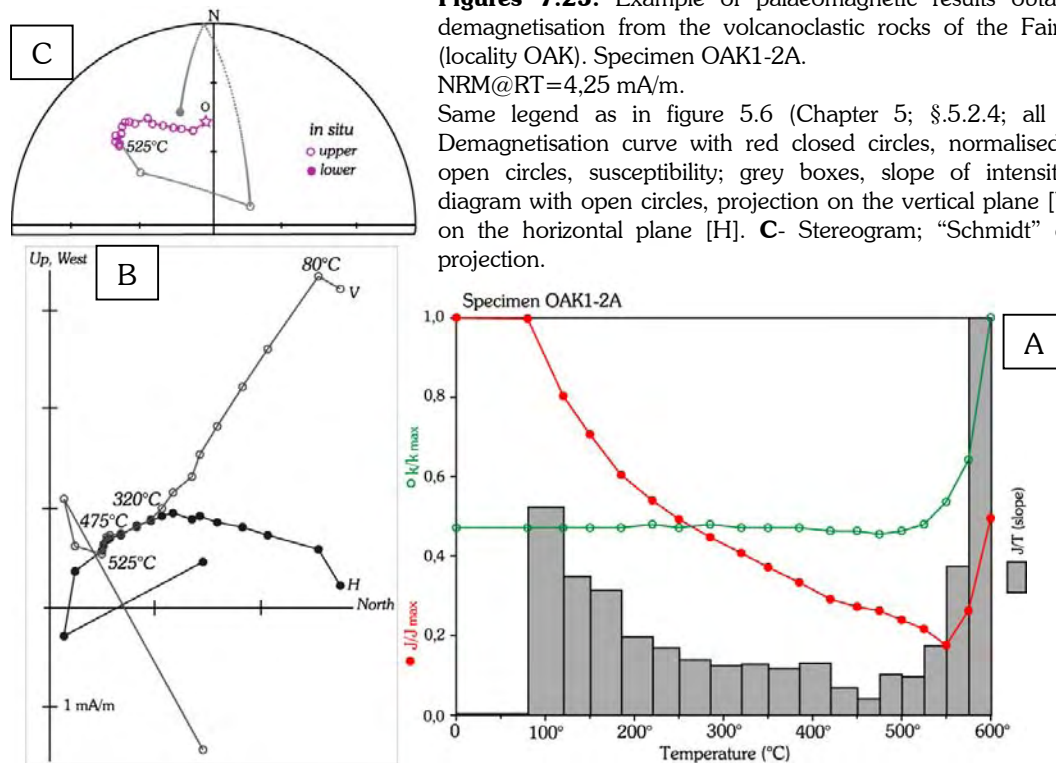 Figures 7.23: Example of palaeomagnetic results obta
demagnetisation from the volcanoclastic rocks of the Fair
(locality OAK). Specimen OAK1-2A.
NRM@RT=4,25 mA/m.
Same legend as in figure 5.6 (Chapter 5; §.5.2.4; all
Demagnetisation curve with red closed circles, normalised
open circles, susceptibility; grey boxes, slope of intensit
diagram with open circles, projection on the vertical plane [
on the horizontal plane [H]. C- Stereogram; “Schmidt”
projection.
C
N
O
525°C
in situ
upper
lower
B
Up, West
80°C
V
320°C
475°C
525°C
H
North
1 mA/m
Specimen OAK1-2A
A
1,0
0,8
0,6
0,4
0,2
0,0
k/k max
J/J max
J/T (slope)
0 100° 200° 300° 400° 500° 600°
Temperature (°C)